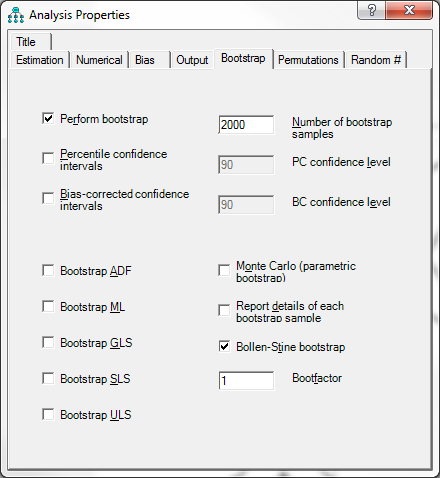 Analysis Properties
?
Title
Estimation Numerical Bias Output Bootstrap Permutations Random #
Perform bootstrap
2000
Number of bootstrap
samples
Percentile confidence
intervals
90
PC confidence level
Bias-corrected confidence
intervals
90
BC confidence level
Bootstrap ADF
Monte Carlo (parametric
bootstrap)
Bootstrap ML
Report details of each
bootstrap sample
Bootstrap GLS
Bollen-Stine bootstrap
Bootstrap SLS
1
Bootfactor
Bootstrap ULS